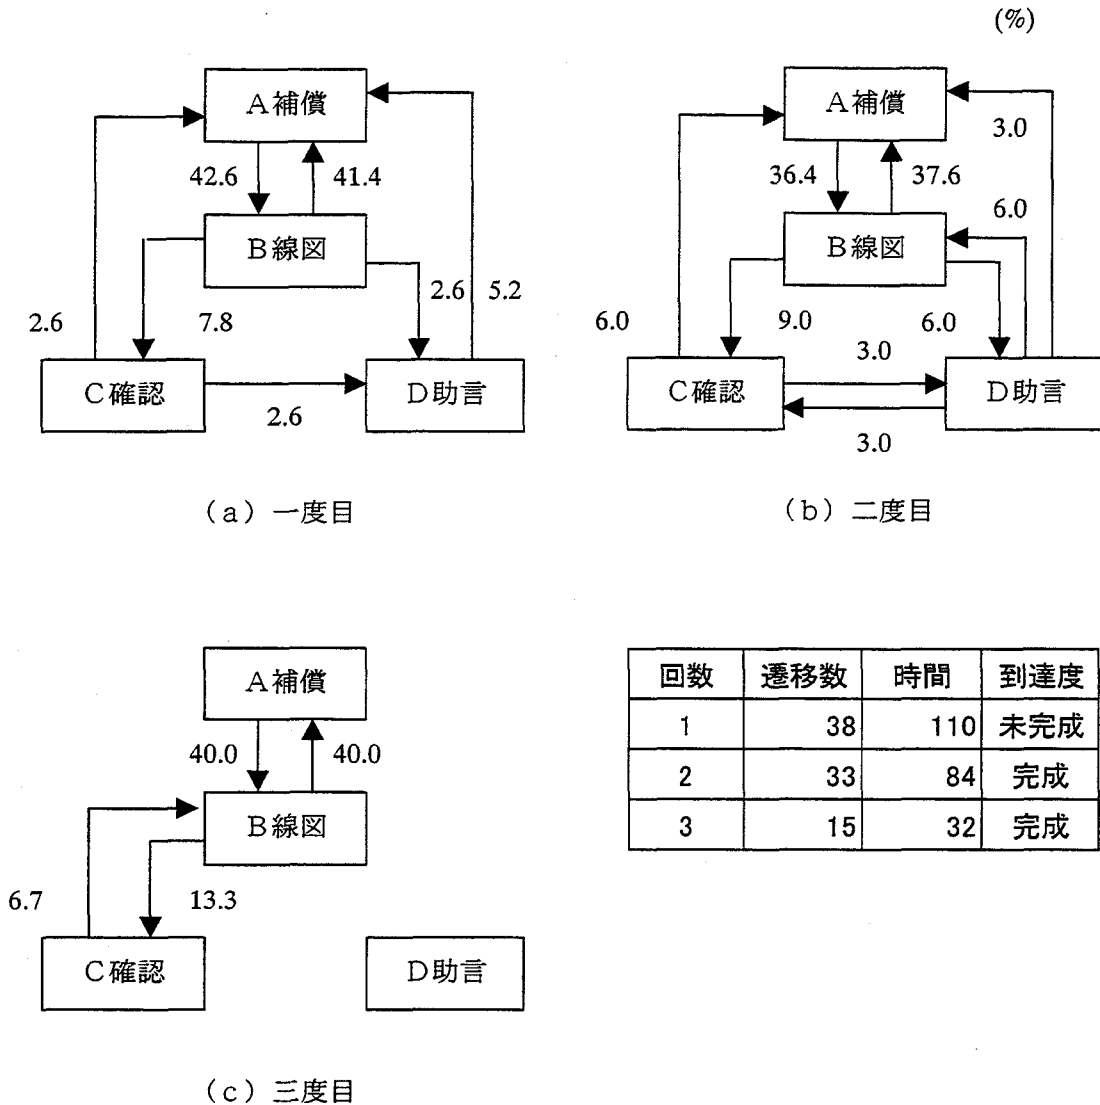 (%)
A補償
42.6
41.4
B線図
2.6
7.8
2.6
5.2
C確認
2.6
D助言
(a)一度目
A補償
3.0
36.4
37.6
6.0
B線図
6.0
9.0
6.0
3.0
C確認
D助言
3.0
(b)二度目
A補償
40.0
40.0
B線図
6.7
13.3
C確認
D助言
(c)三度目
回数 遷移数 時間 到達度
1 38 110 未完成
2 33 84 完成
3 15 32 完成